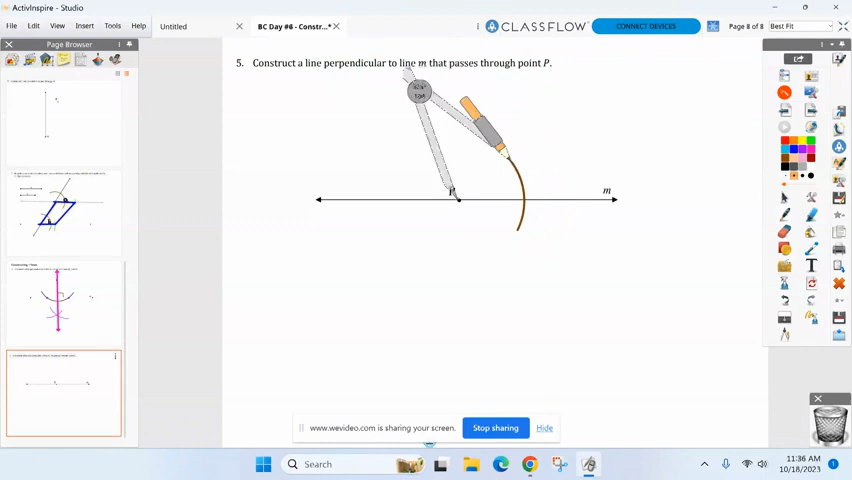 ActivInspire - Studio
File Edit View Insert Tools Help
Untitled
BC Day #6 - Constr...*
CLASSFLOW
CONNECT DEVICES
Page 8 of 8
Best Fit
Page Browser
5. Construct a line perpendicular to line m that passes through point P.
m
www.wevideo.com is sharing your screen.
Stop sharing
Hide
Search
11:36 AM
10/18/2023